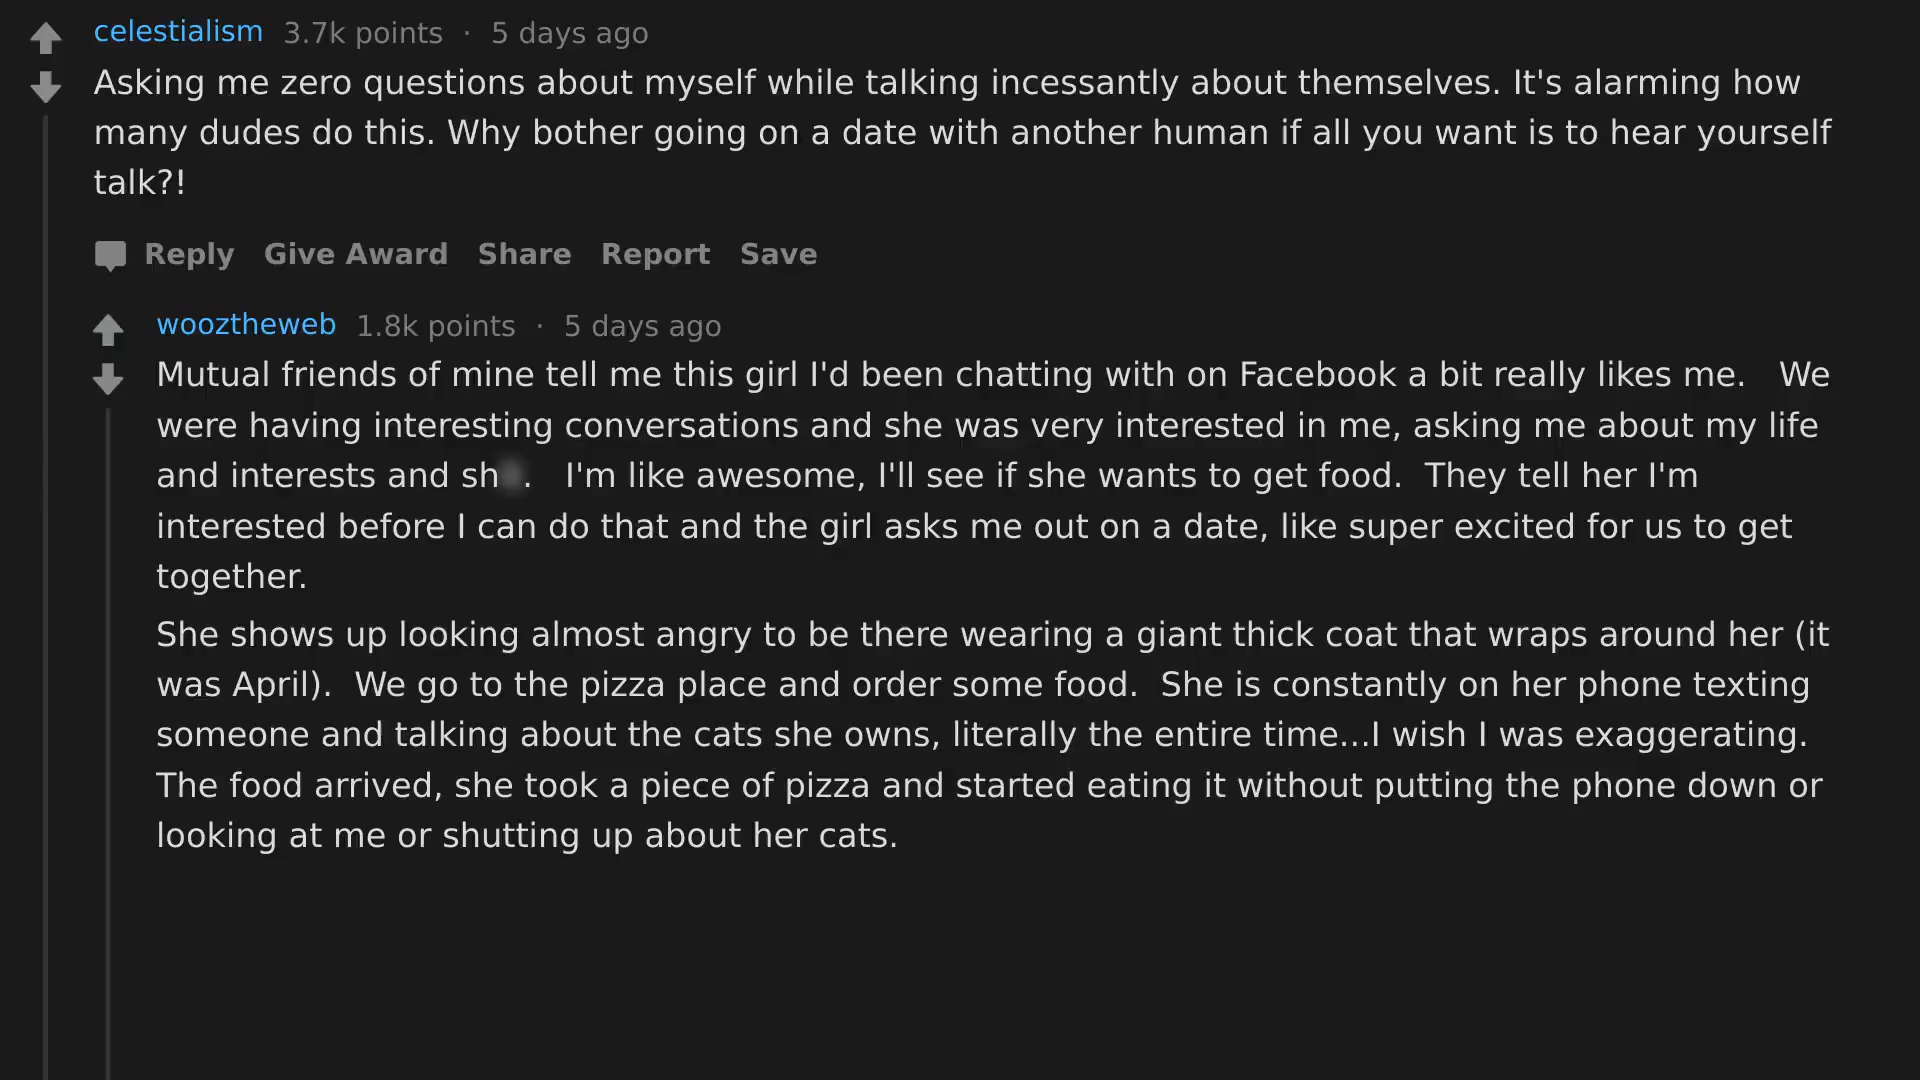 celestialism 3.7k points · 5 days ago
Asking me zero questions about myself while talking incessantly about themselves. It's alarming how
many dudes do this. Why bother going on a date with another human if all you want is to hear yourself
talk?!
Reply Give Award Share Report Save
wooztheweb 1.8k points · 5 days ago
Mutual friends of mine tell me this girl I'd been chatting with on Facebook a bit really likes me. We
were having interesting conversations and she was very interested in me, asking me about my life
and interests and sh. I'm like awesome, I'll see if she wants to get food. They tell her I'm
interested before I can do that and the girl asks me out on a date, like super excited for us to get
together.
She shows up looking almost angry to be there wearing a giant thick coat that wraps around her (it
was April). We go to the pizza place and order some food. She is constantly on her phone texting
someone and talking about the cats she owns, literally the entire time...I wish I was exaggerating.
The food arrived, she took a piece of pizza and started eating it without putting the phone down or
looking at me or shutting up about her cats.